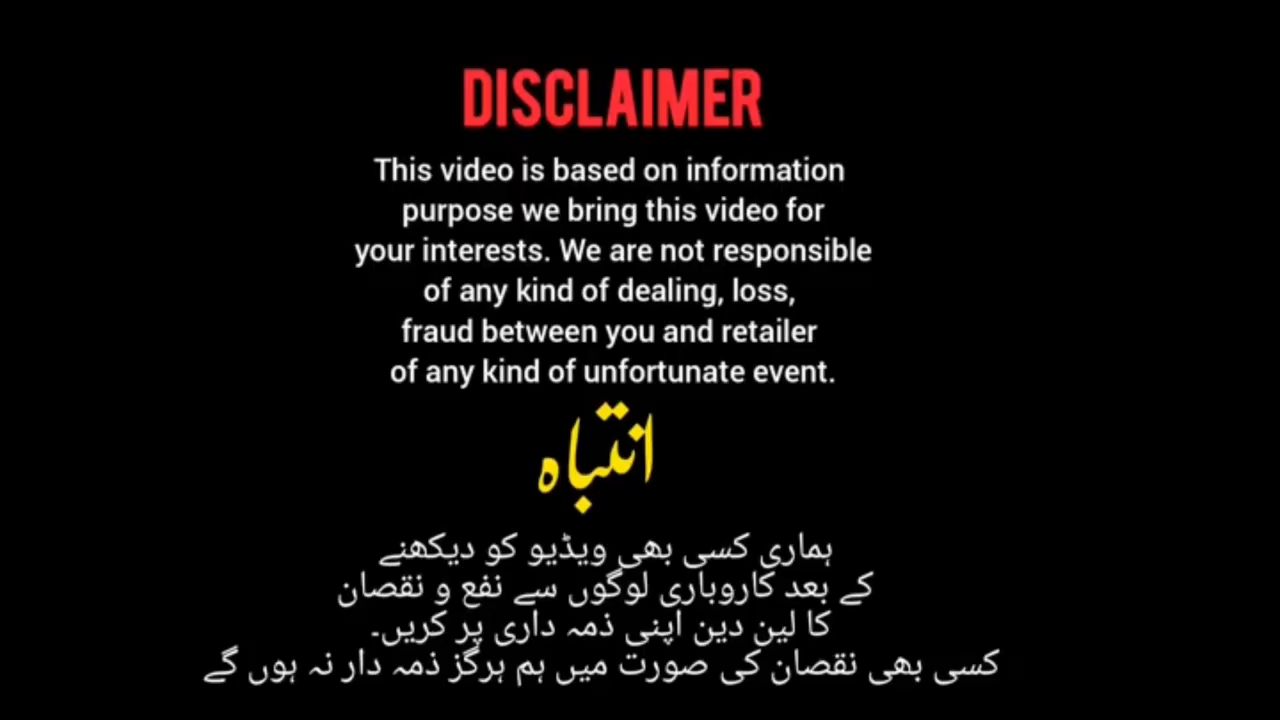 DISCLAIMER
This video is based on information
purpose we bring this video for
your interests. We are not responsible
of any kind of dealing, loss,
fraud between you and retailer
of any kind of unfortunate event.
انتباہ
ہماری کسی بھی ویڈیو کو دیکھنے
کے بعد کاروباری لوگوں سے نفع و نقصان
کا لین دین اپنی ذمہ داری پر کریں۔
کسی بھی نقصان کی صورت میں ہم ہرگز ذمہ دار نہ ہوں گے